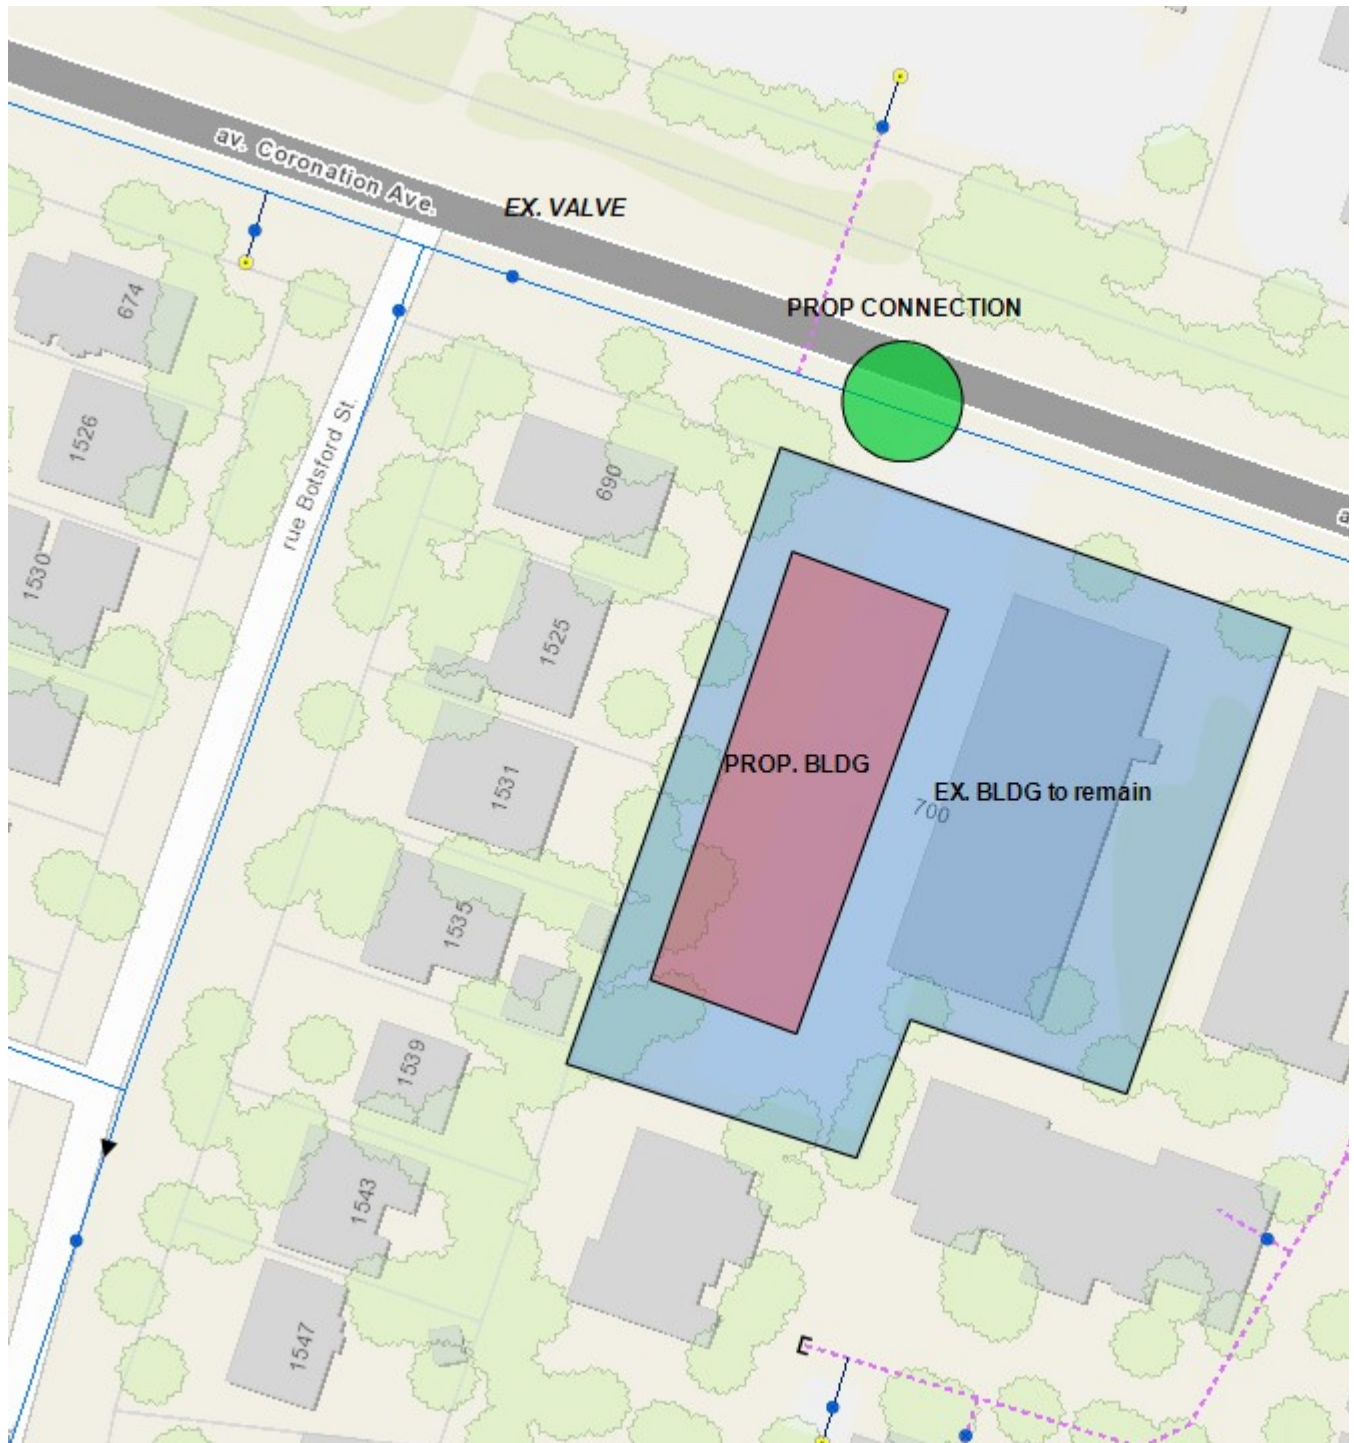 av. Coronation Ave.
EX. VALVE
PROP CONNECTION
674
1526
690
rue Botsford St.
a
1530
1525
PROP. BLDG
1531
EX. BLDG to remain
700
1535
1539
1543
1547